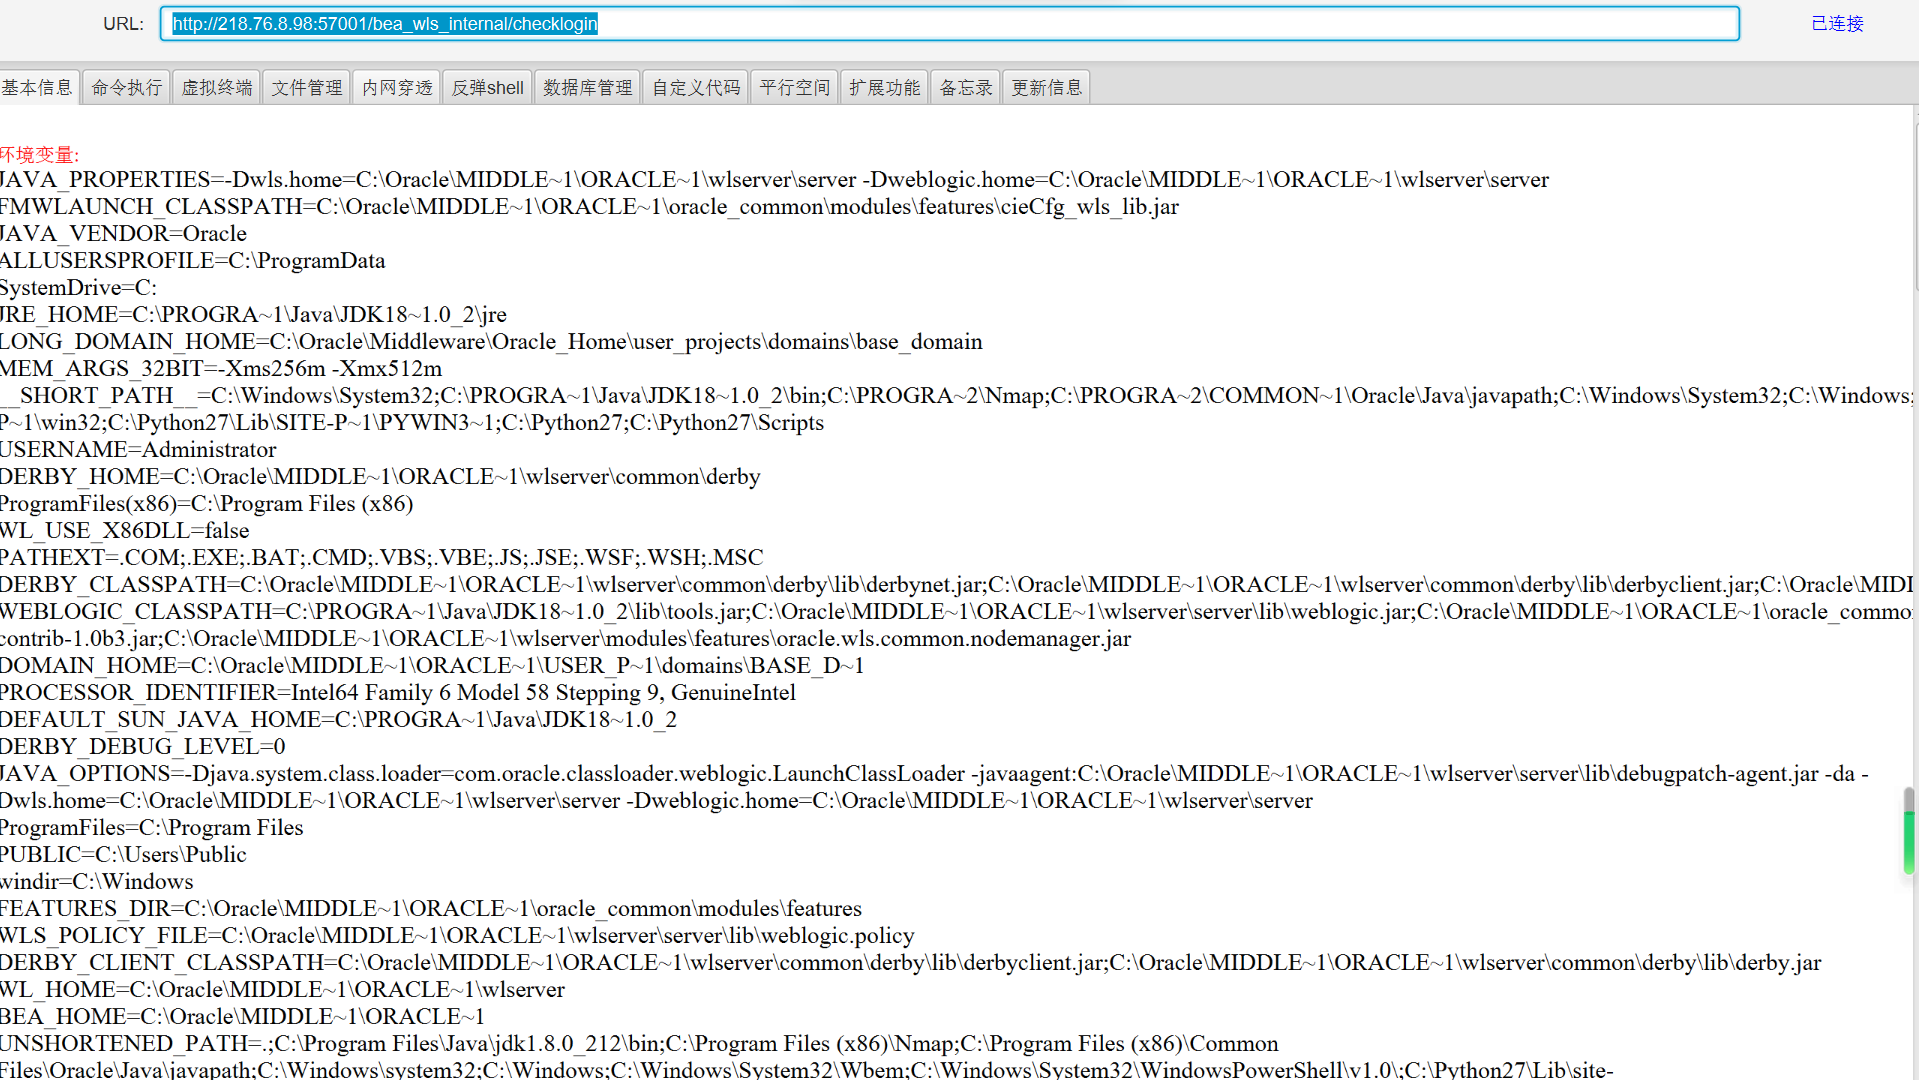 URL: http://218.76.8.98:57001/bea_wls_internal/checklogin 已连接
基本信息 命令执行 虚拟终端 文件管理 内网穿透 反弹shell 数据库管理 自定义代码 平行空间 扩展功能 备忘录 更新信息
环境变量:
JAVA_PROPERTIES=-Dwls.home=C:\Oracle\MIDDLE~1\ORACLE~1\wlserver\server -Dweblogic.home=C:\Oracle\MIDDLE~1\ORACLE~1\wlserver\server
FMWLAUNCH_CLASSPATH=C:\Oracle\MIDDLE~1\ORACLE~1\oracle_common\modules\features\cieCfg_wls_lib.jar
JAVA_VENDOR=Oracle
ALLUSERSPROFILE=C:\ProgramData
SystemDrive=C:
JRE_HOME=C:\PROGRA~1\Java\JDK18~1.0_2\jre
LONG_DOMAIN_HOME=C:\Oracle\Middleware\Oracle_Home\user_projects\domains\base_domain
MEM_ARGS_32BIT=-Xms256m -Xmx512m
__SHORT_PATH__=C:\Windows\System32;C:\PROGRA~1\Java\JDK18~1.0_2\bin;C:\PROGRA~2\Nmap;C:\PROGRA~2\COMMON~1\Oracle\Java\javapath;C:\Windows\System32;C:\Windows;
P~1\win32;C:\Python27\Lib\SITE-P~1\PYWIN3~1;C:\Python27;C:\Python27\Scripts
USERNAME=Administrator
DERBY_HOME=C:\Oracle\MIDDLE~1\ORACLE~1\wlserver\common\derby
ProgramFiles(x86)=C:\Program Files (x86)
WL_USE_X86DLL=false
PATHEXT=.COM;.EXE;.BAT;.CMD;.VBS;.VBE;.JS;.JSE;.WSF;.WSH;.MSC
DERBY_CLASSPATH=C:\Oracle\MIDDLE~1\ORACLE~1\wlserver\common\derby\lib\derbynet.jar;C:\Oracle\MIDDLE~1\ORACLE~1\wlserver\common\derby\lib\derbyclient.jar;C:\Oracle\MIDD
WEBLOGIC_CLASSPATH=C:\PROGRA~1\Java\JDK18~1.0_2\lib\tools.jar;C:\Oracle\MIDDLE~1\ORACLE~1\wlserver\server\lib\weblogic.jar;C:\Oracle\MIDDLE~1\ORACLE~1\oracle_commo
contrib-1.0b3.jar;C:\Oracle\MIDDLE~1\ORACLE~1\wlserver\modules\features\oracle.wls.common.nodemanager.jar
DOMAIN_HOME=C:\Oracle\MIDDLE~1\ORACLE~1\USER_P~1\domains\BASE_D~1
PROCESSOR_IDENTIFIER=Intel64 Family 6 Model 58 Stepping 9, GenuineIntel
DEFAULT_SUN_JAVA_HOME=C:\PROGRA~1\Java\JDK18~1.0_2
DERBY_DEBUG_LEVEL=0
JAVA_OPTIONS=-Djava.system.class.loader=com.oracle.classloader.weblogic.LaunchClassLoader -javaagent:C:\Oracle\MIDDLE~1\ORACLE~1\wlserver\server\lib\debugpatch-agent.jar -da -
Dwls.home=C:\Oracle\MIDDLE~1\ORACLE~1\wlserver\server -Dweblogic.home=C:\Oracle\MIDDLE~1\ORACLE~1\wlserver\server
ProgramFiles=C:\Program Files
PUBLIC=C:\Users\Public
windir=C:\Windows
FEATURES_DIR=C:\Oracle\MIDDLE~1\ORACLE~1\oracle_common\modules\features
WLS_POLICY_FILE=C:\Oracle\MIDDLE~1\ORACLE~1\wlserver\server\lib\weblogic.policy
DERBY_CLIENT_CLASSPATH=C:\Oracle\MIDDLE~1\ORACLE~1\wlserver\common\derby\lib\derbyclient.jar;C:\Oracle\MIDDLE~1\ORACLE~1\wlserver\common\derby\lib\derby.jar
WL_HOME=C:\Oracle\MIDDLE~1\ORACLE~1\wlserver
BEA_HOME=C:\Oracle\MIDDLE~1\ORACLE~1
UNSHORTENED_PATH=.;C:\Program Files\Java\jdk1.8.0_212\bin;C:\Program Files (x86)\Nmap;C:\Program Files (x86)\Common
Files\Oracle\Java\javapath;C:\Windows\system32;C:\Windows;C:\Windows\System32\Wbem;C:\Windows\System32\WindowsPowerShell\v1.0\;C:\Python27\Lib\site-